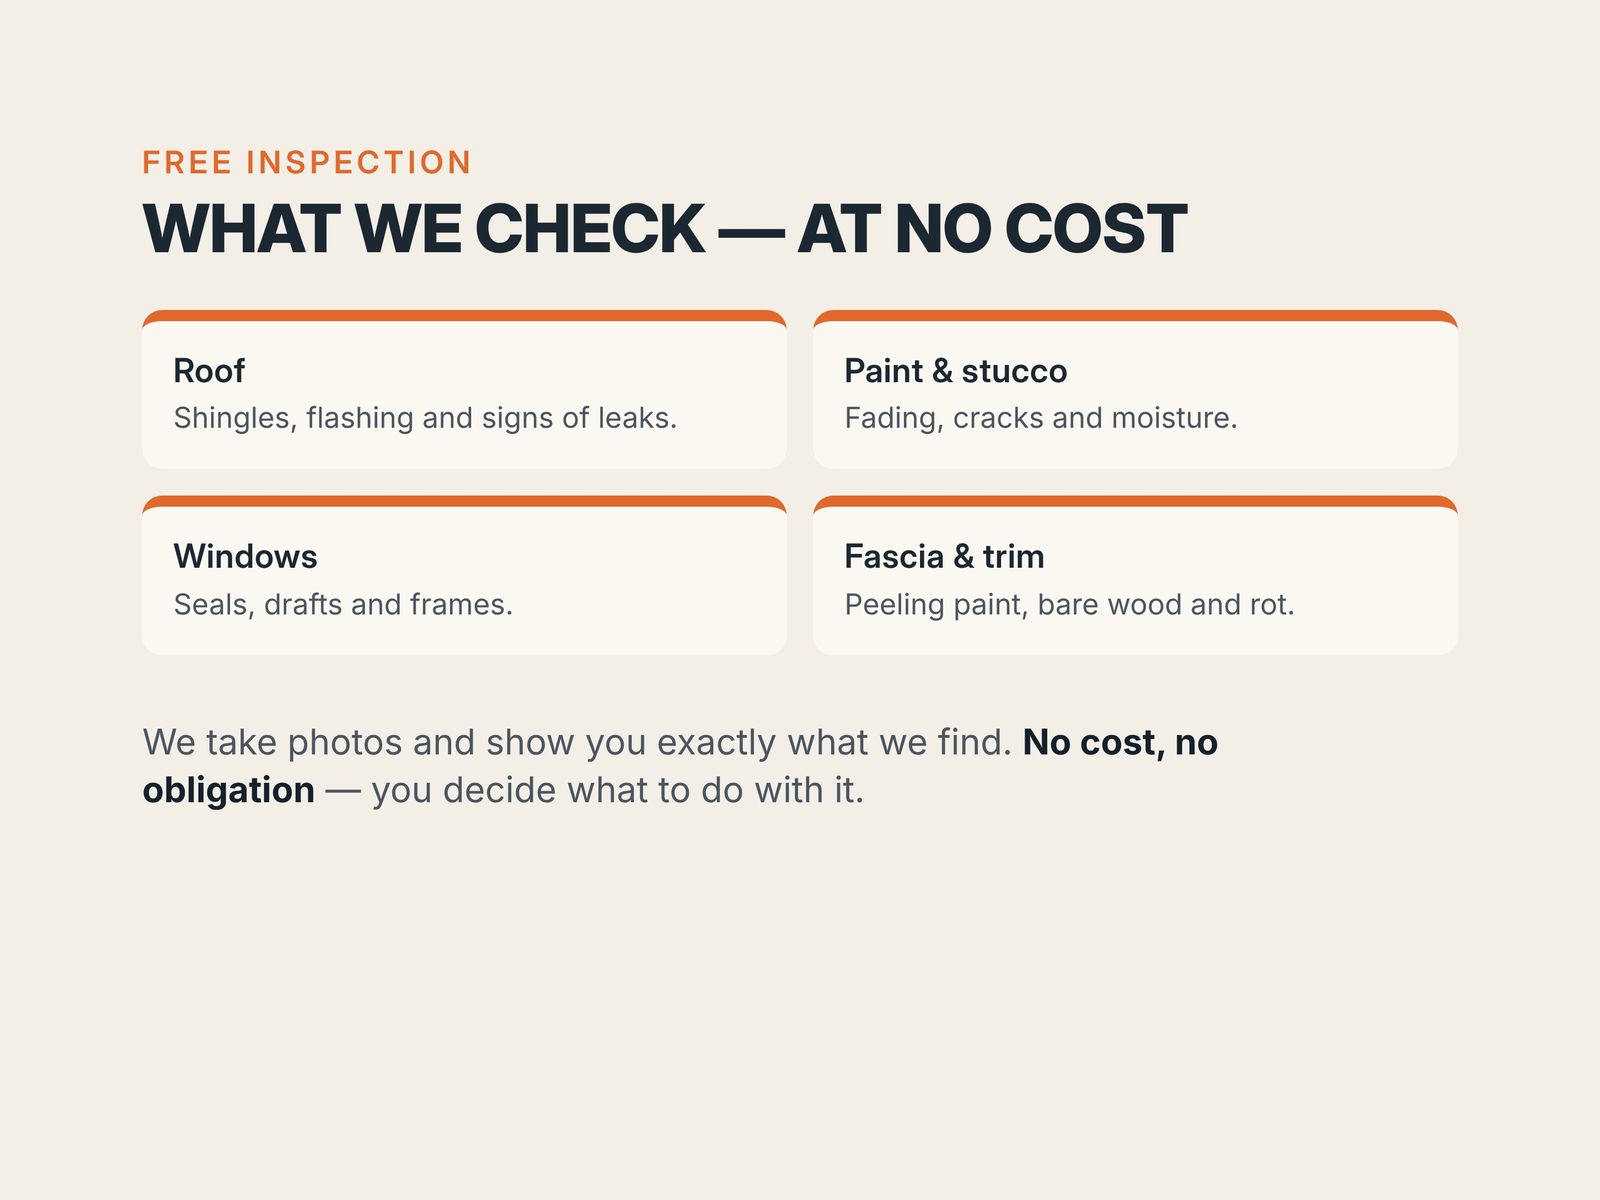 FREE INSPECTION
WHAT WE CHECK — AT NO COST
Roof
Shingles, flashing and signs of leaks.
Paint & stucco
Fading, cracks and moisture.
Windows
Seals, drafts and frames.
Fascia & trim
Peeling paint, bare wood and rot.
We take photos and show you exactly what we find. No cost, no
obligation — you decide what to do with it.